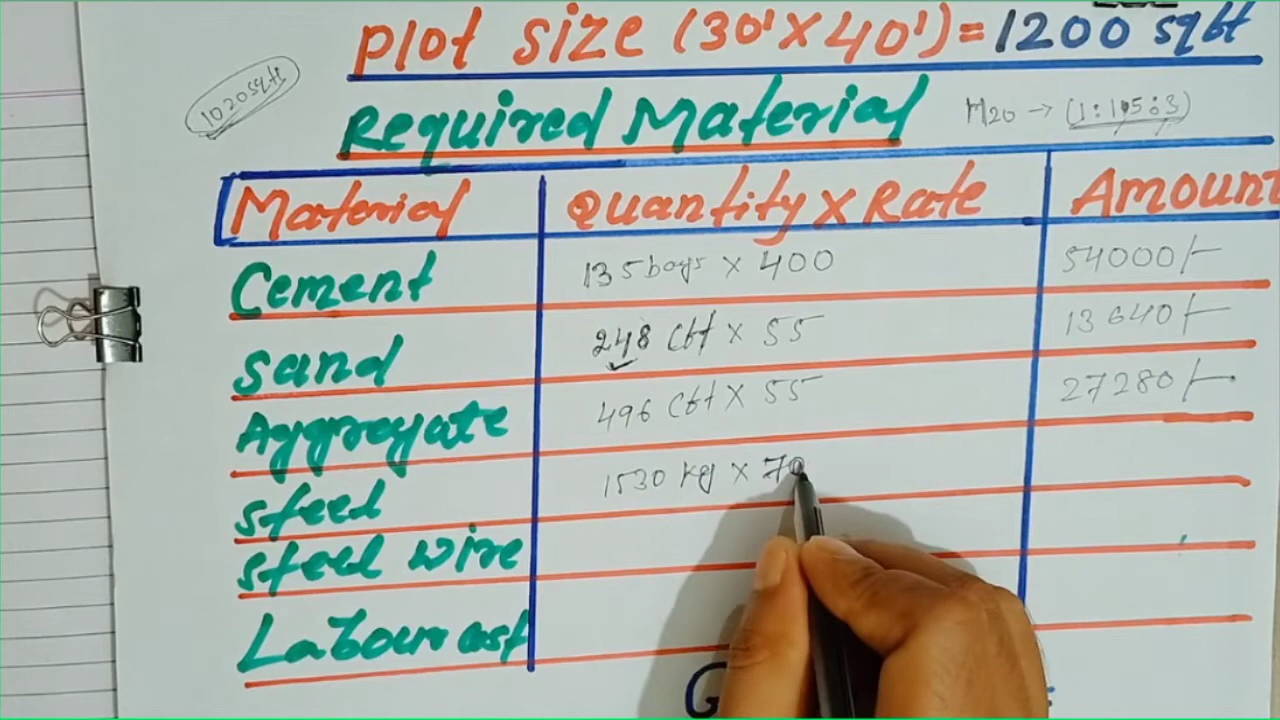 Plot size (30'X40')=1200 sqft
1020sqft
Required Material
M20 → (1:1.5:3)
Material Quantity X Rate Amount
Cement 135bags X 400 54000/-
Sand 248 Cft X 55 13640/-
Aggregate 496 Cft X 55 27280/-
Steel 1530 kg X 70
Steel wire
Labour cost